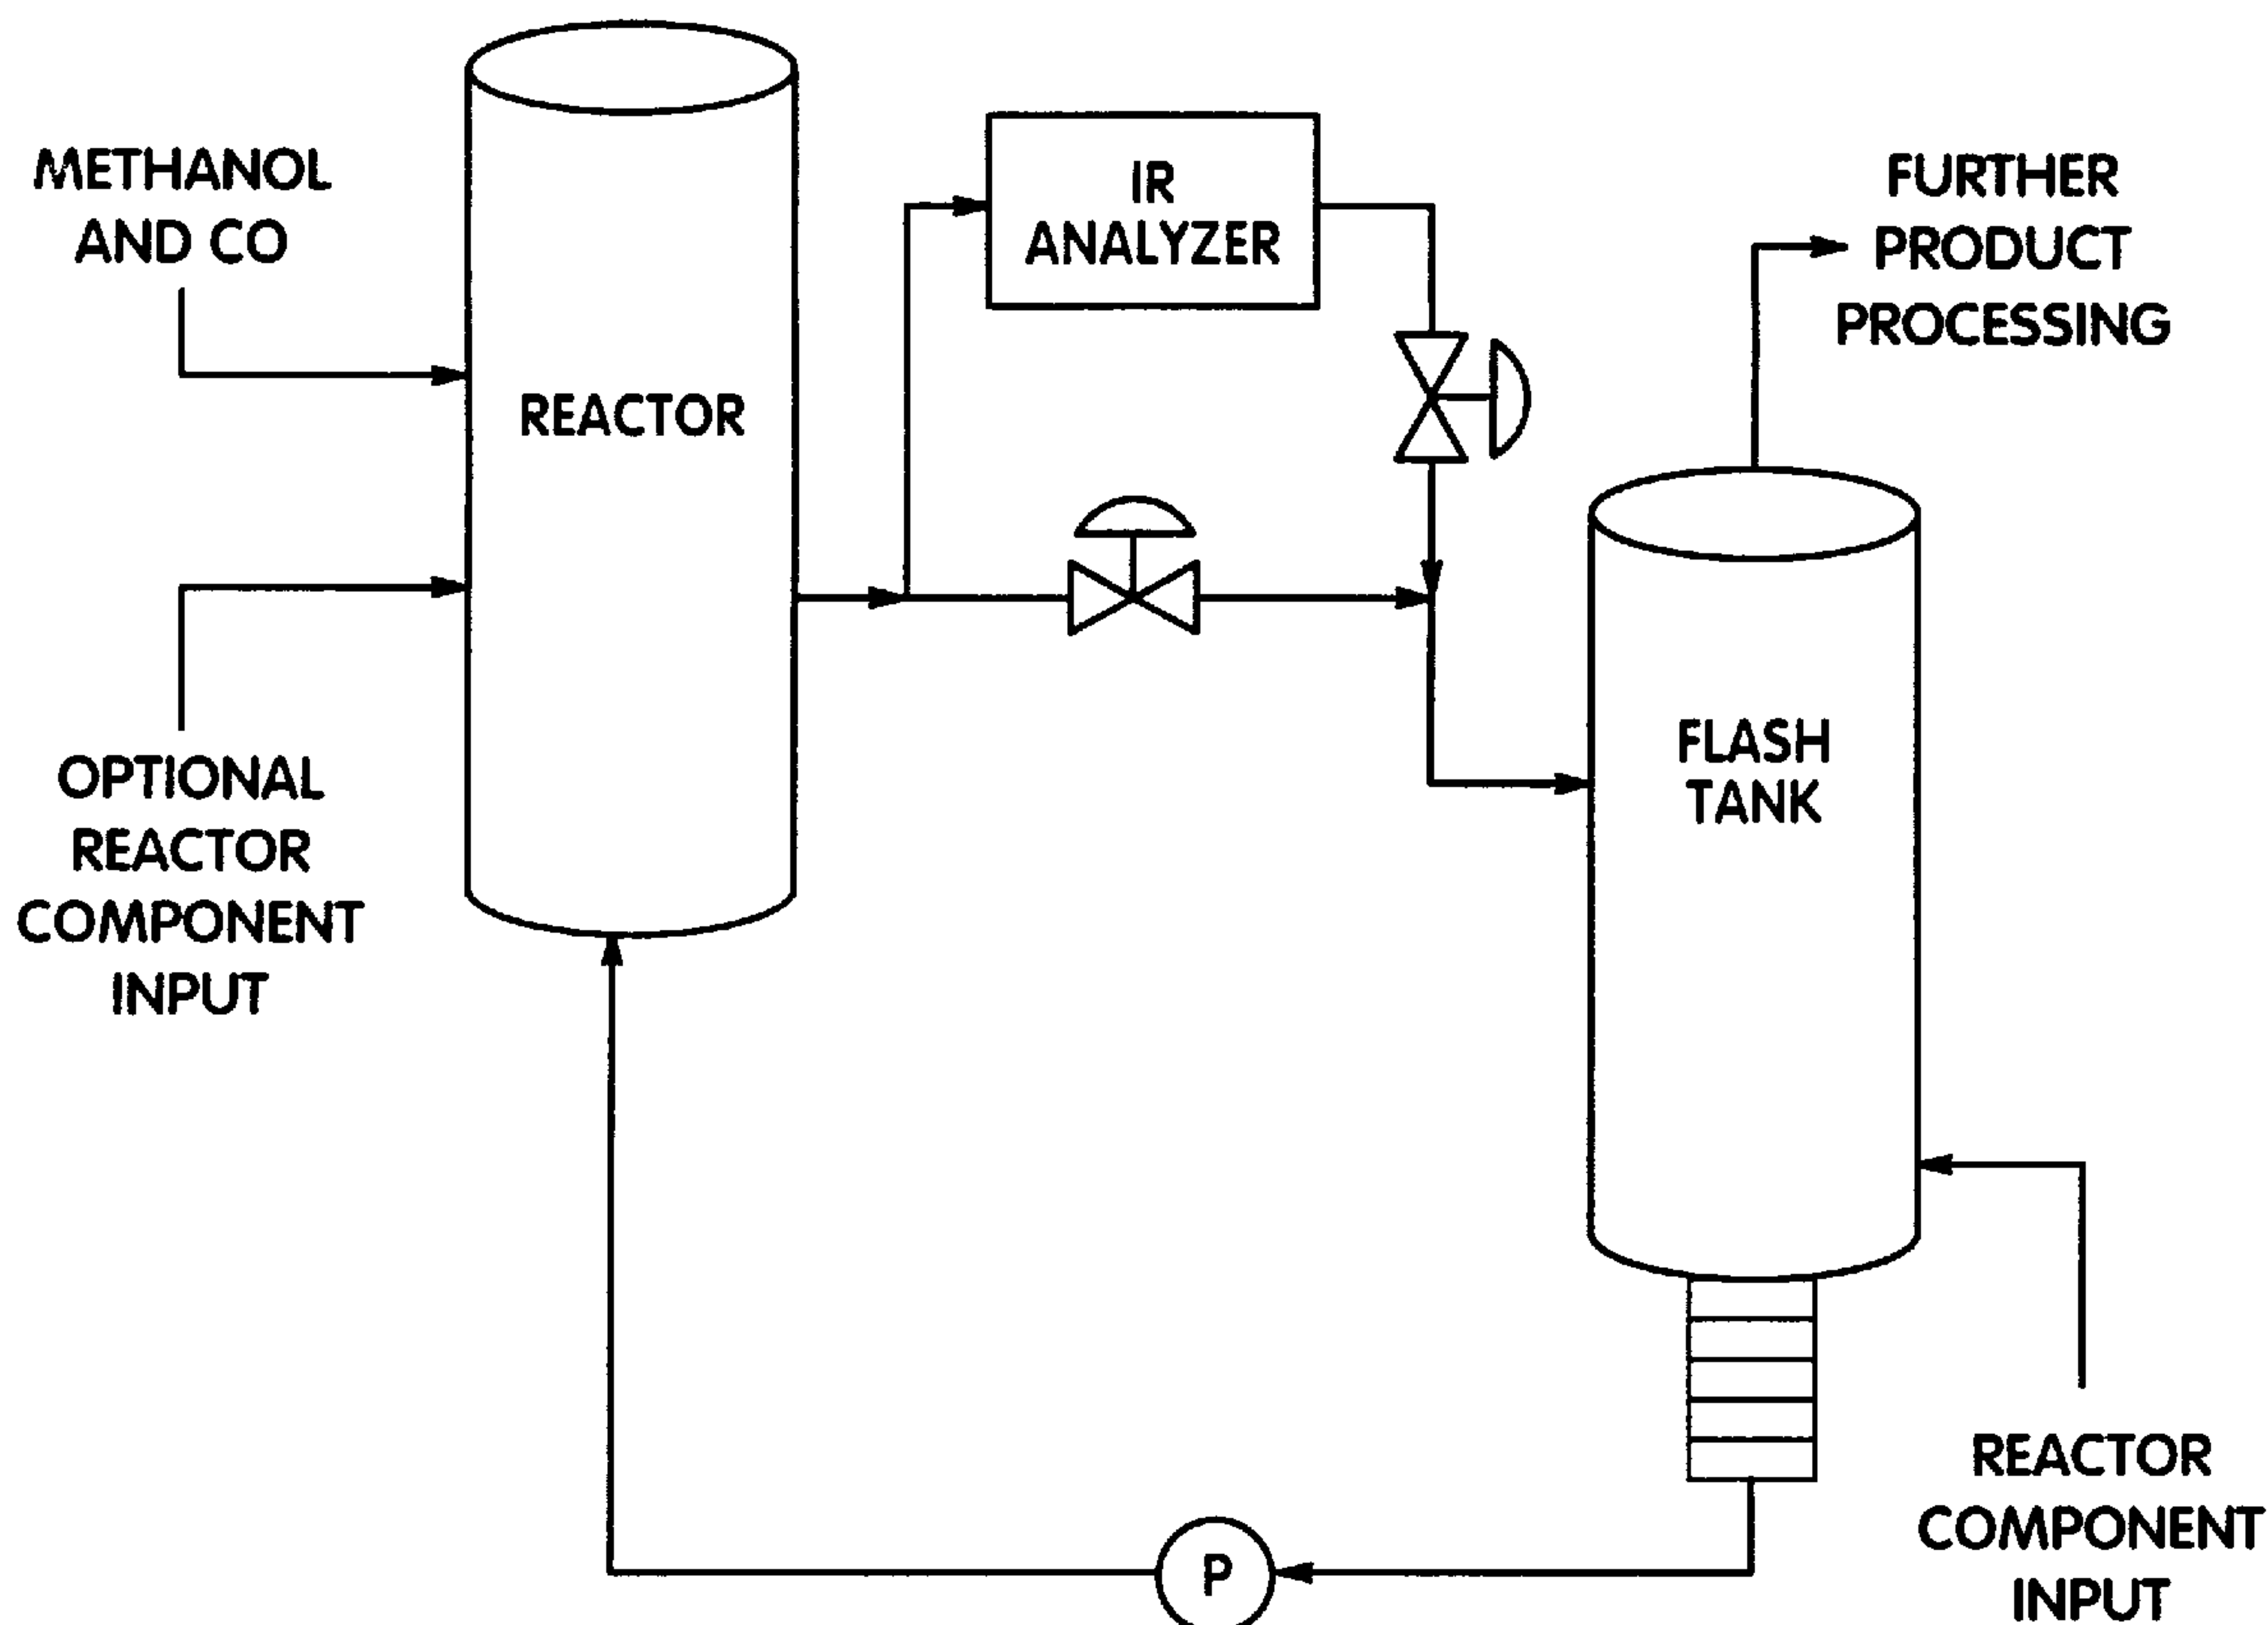 METHANOL
AND CO
REACTOR
IR
ANALYZER
FURTHER
PRODUCT
PROCESSING
OPTIONAL
REACTOR
COMPONENT
INPUT
FLASH
TANK
P
REACTOR
COMPONENT
INPUT